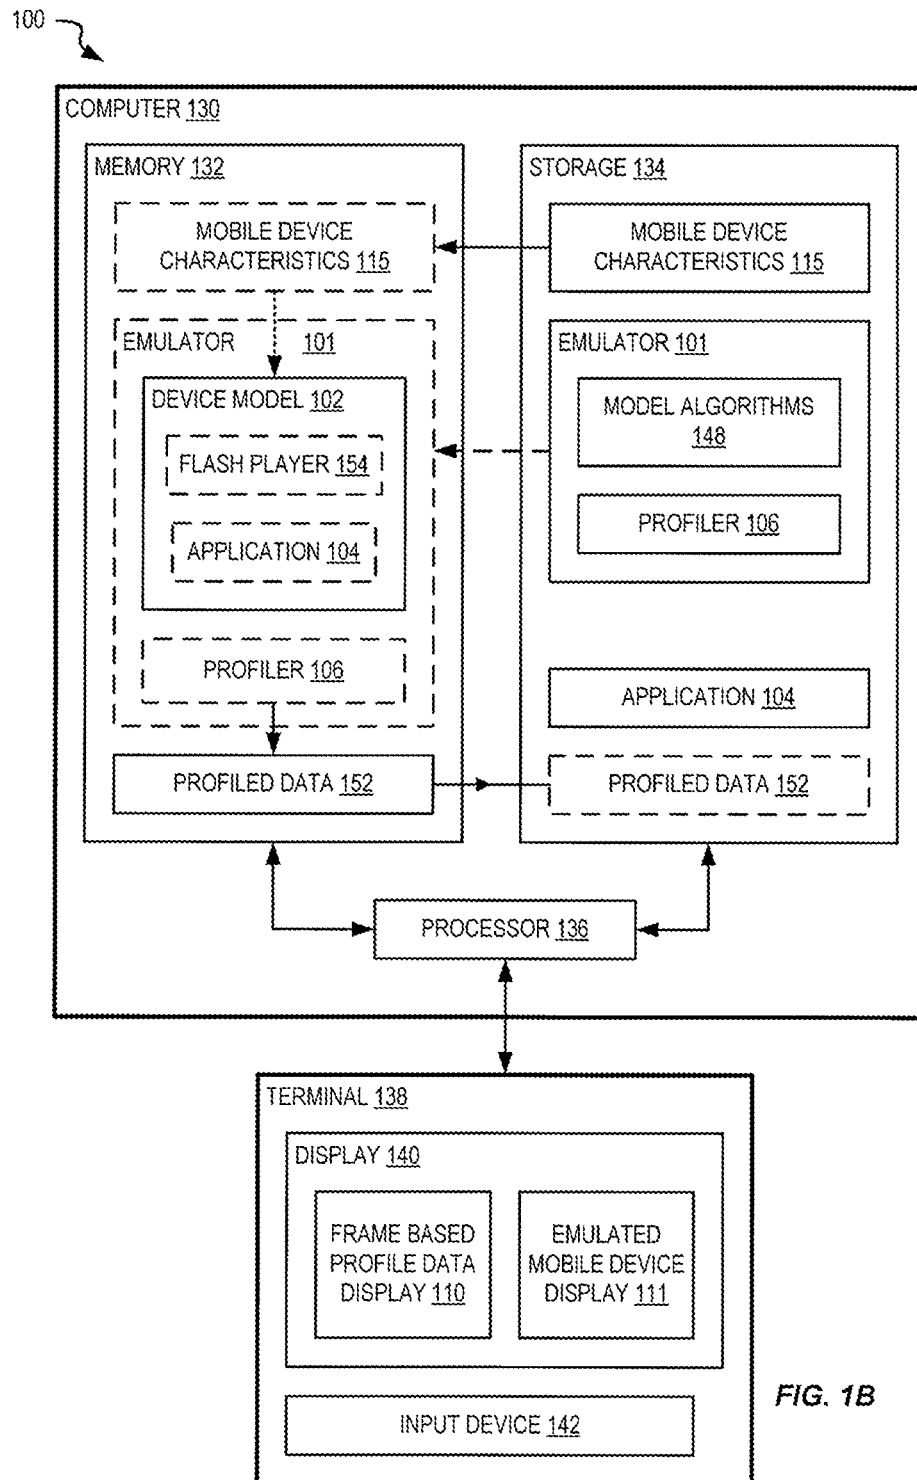 100
COMPUTER 130
MEMORY 132
MOBILE DEVICE
CHARACTERISTICS 115
EMULATOR 101
DEVICE MODEL 102
FLASH PLAYER 154
APPLICATION 104
PROFILER 106
PROFILED DATA 152
STORAGE 134
MOBILE DEVICE
CHARACTERISTICS 115
EMULATOR 101
MODEL ALGORITHMS
148
PROFILER 106
APPLICATION 104
PROFILED DATA 152
PROCESSOR 136
TERMINAL 138
DISPLAY 140
FRAME BASED
PROFILE DATA
DISPLAY 110
EMULATED
MOBILE DEVICE
DISPLAY 111
INPUT DEVICE 142
FIG. 1B